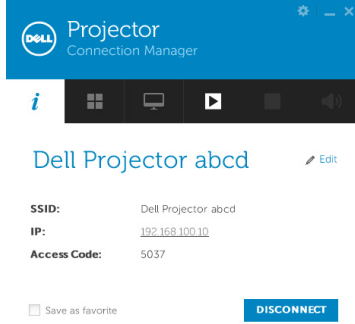 DELL
Projector
Connection Manager
i
Dell Projector abcd
Edit
SSID: Dell Projector abcd
IP: 192.168.100.10
Access Code: 5037
Save as favorite
DISCONNECT